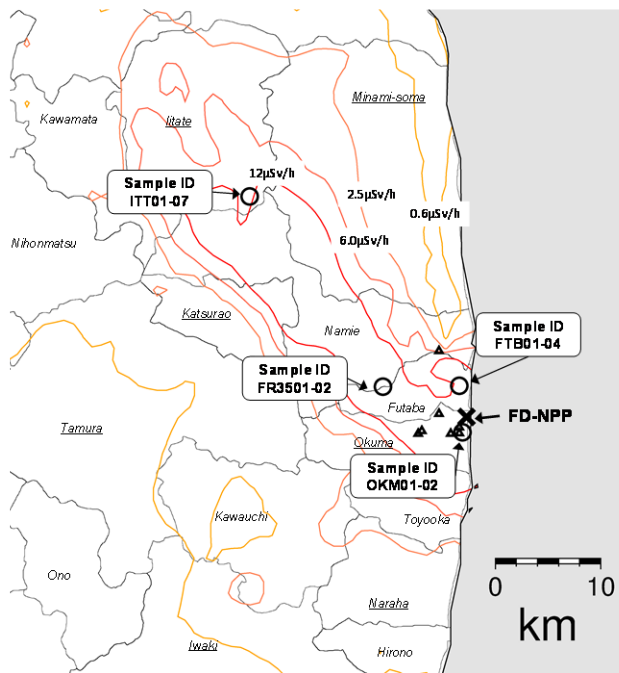 Minami-soma
Iitate
Kawamata
12μSv/h
Sample ID
ITT01-07
2.5μSv/h
0.6μSv/h
6.0μSv/h
Nihonmatsu
Katsurao
Namie
Sample ID
FTB01-04
Sample ID
FR3501-02
Futaba
FD-NPP
Tamura
Okuma
Sample ID
OKM01-02
Kawauchi
Toyooka
Ono
0 10
km
Naraha
Iwaki
Hirono